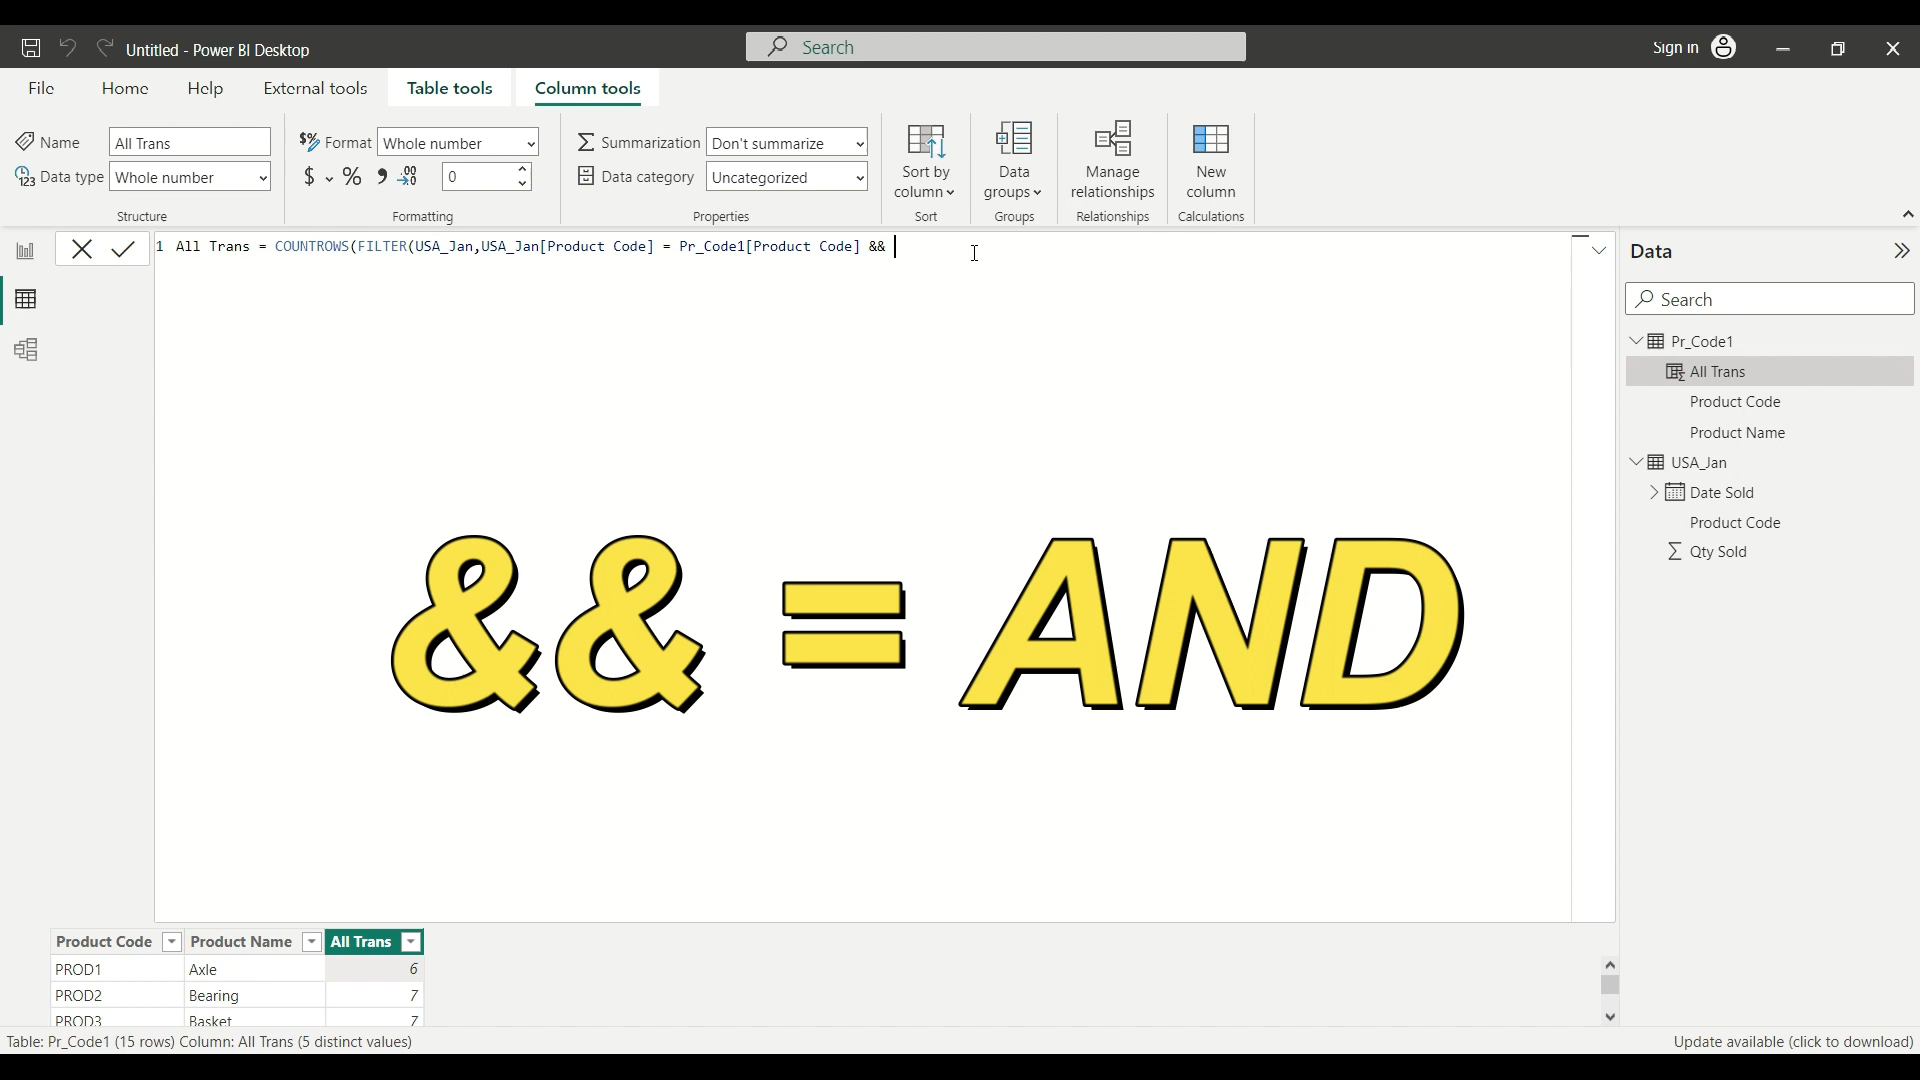 Untitled - Power BI Desktop
Search
Sign in
File Home Help External tools Table tools Column tools
Name All Trans
Data type Whole number
Structure
Format Whole number
$ % , .00 0
Formatting
Summarization Don't summarize
Data category Uncategorized
Properties
Sort by
column
Sort
Data
groups
Groups
Manage
relationships
Relationships
New
column
Calculations
1 All Trans = COUNTROWS(FILTER(USA_Jan,USA_Jan[Product Code] = Pr_Code1[Product Code] &&
&& = AND
Data
Search
Pr_Code1
All Trans
Product Code
Product Name
USA_Jan
Date Sold
Product Code
Qty Sold
Product Code Product Name All Trans
PROD1 Axle 6
PROD2 Bearing 7
PROD3 Basket 7
Table: Pr_Code1 (15 rows) Column: All Trans (5 distinct values)
Update available (click to download)